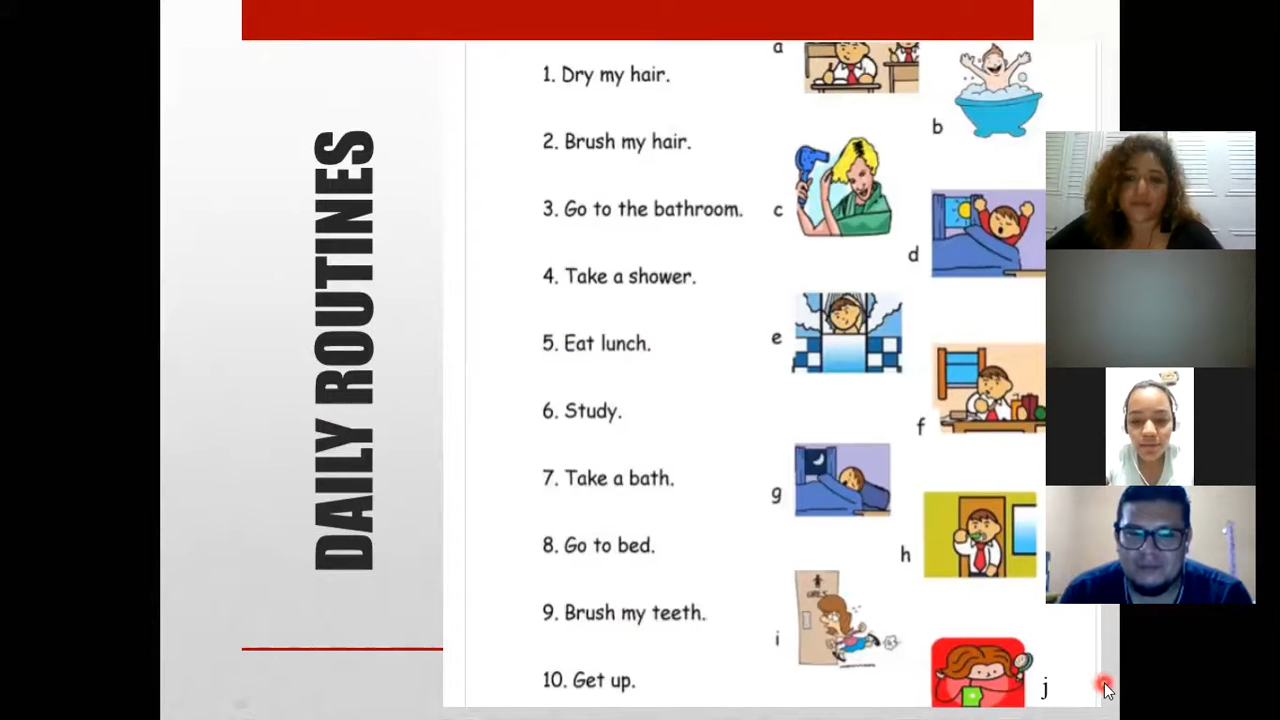 DAILY ROUTINES
1. Dry my hair.
2. Brush my hair.
3. Go to the bathroom.
4. Take a shower.
5. Eat lunch.
6. Study.
7. Take a bath.
8. Go to bed.
9. Brush my teeth.
10. Get up.
a
b
c
d
e
f
g
h
i
GIRLS
j